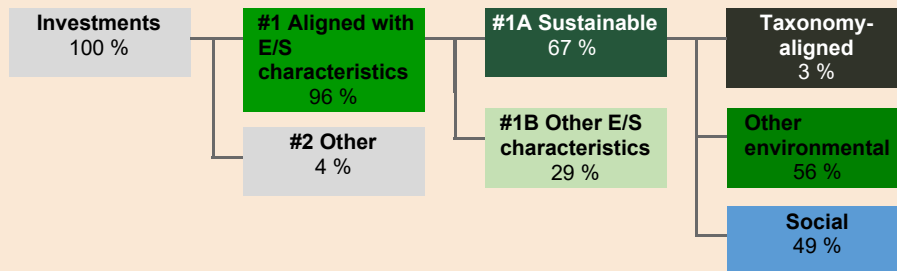 Investments
100 %
#1 Aligned with
E/S
characteristics
96 %
#2 Other
4 %
#1A Sustainable
67 %
#1B Other E/S
characteristics
29 %
Taxonomy-
aligned
3 %
Other
environmental
56 %
Social
49 %